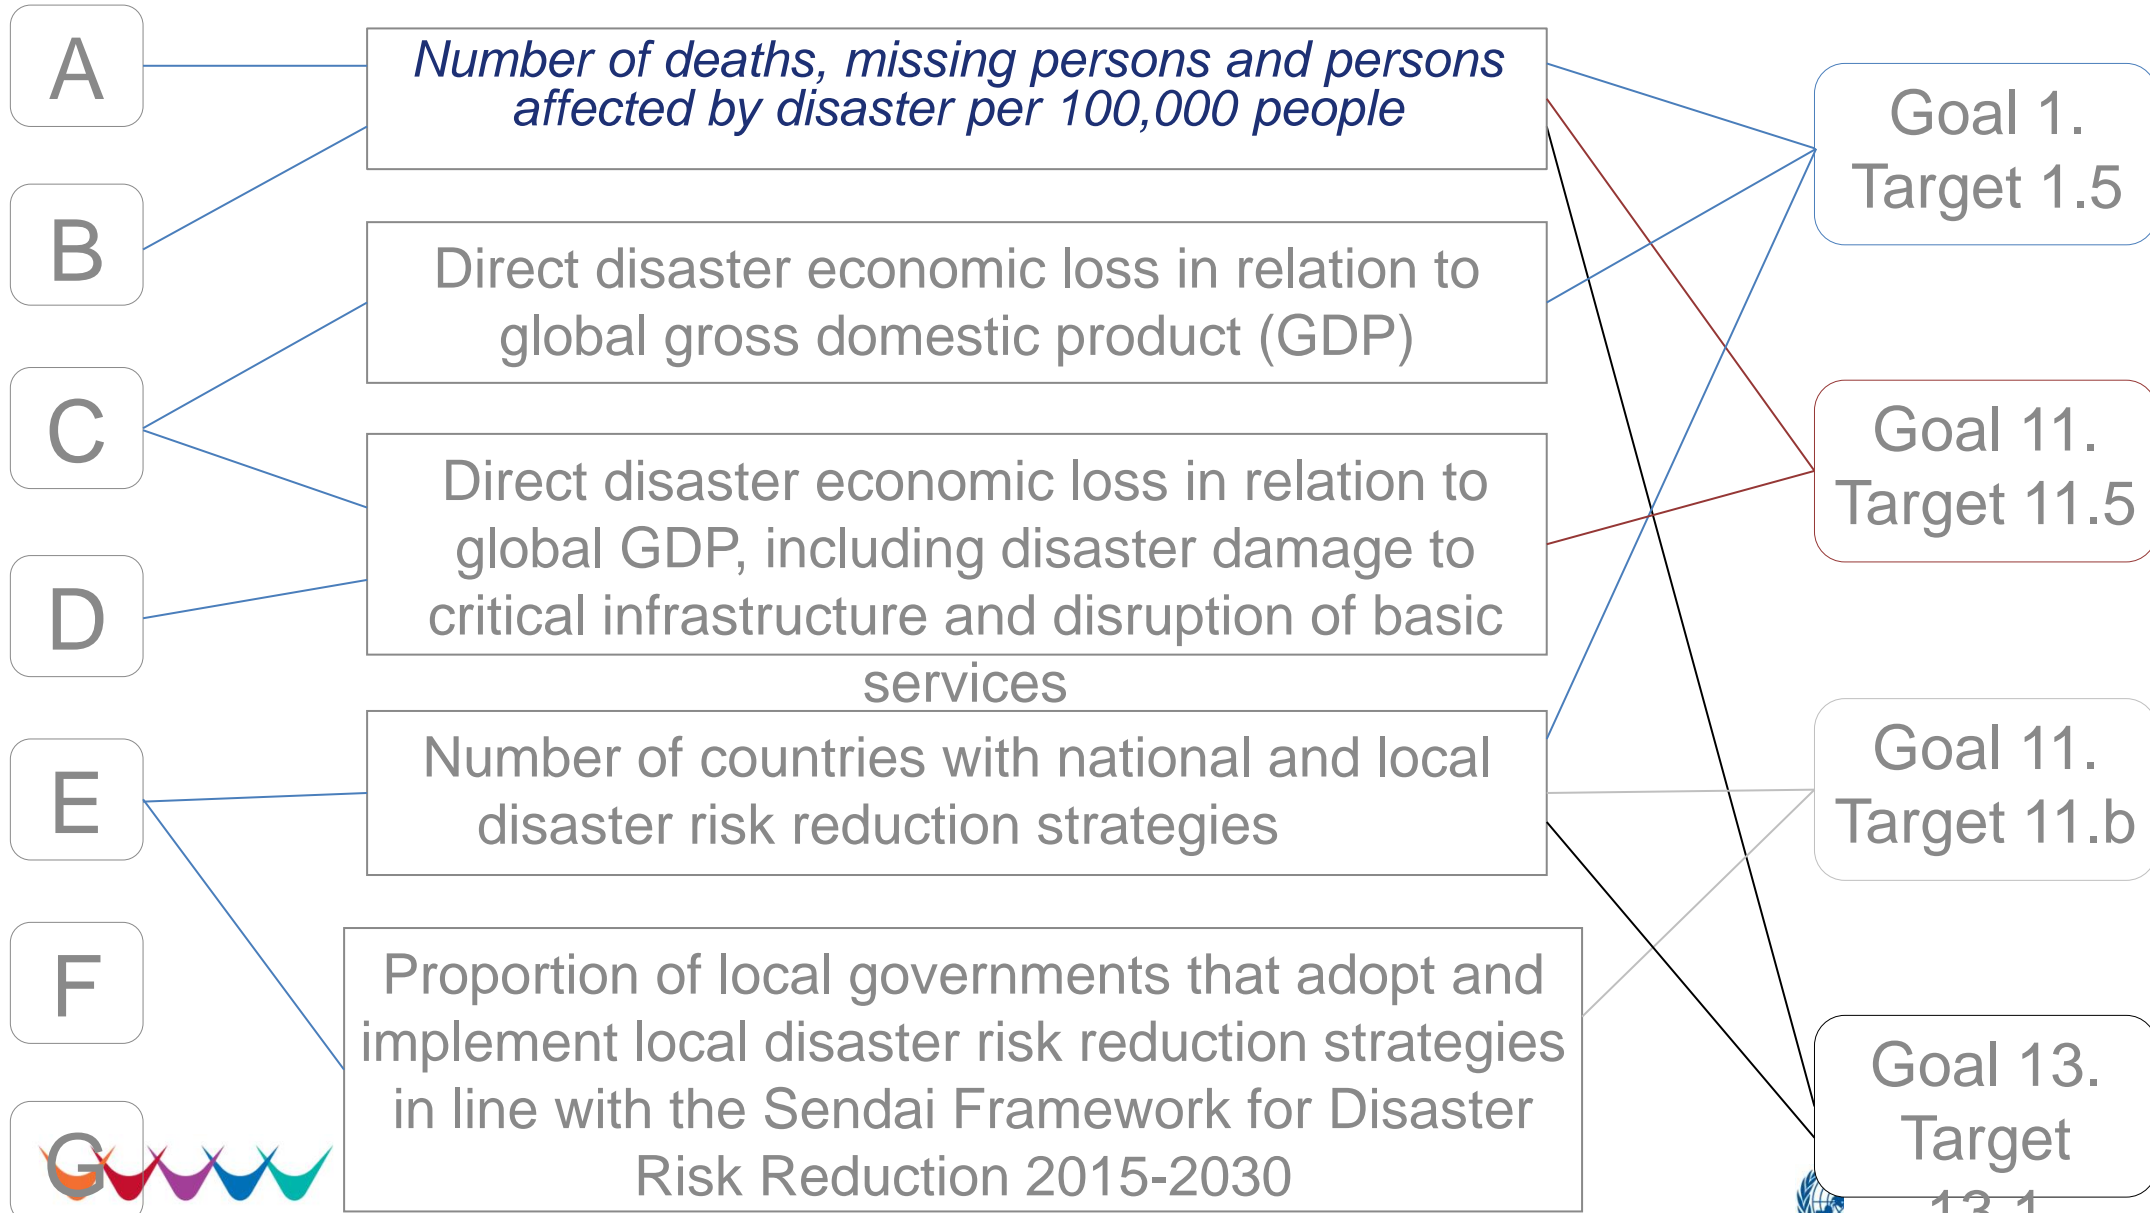 A
B
C
D
E
F
G
Number of deaths, missing persons and persons
affected by disaster per 100,000 people
Direct disaster economic loss in relation to
global gross domestic product (GDP)
Direct disaster economic loss in relation to
global GDP, including disaster damage to
critical infrastructure and disruption of basic
services
Number of countries with national and local
disaster risk reduction strategies
Proportion of local governments that adopt and
implement local disaster risk reduction strategies
in line with the Sendai Framework for Disaster
Risk Reduction 2015-2030
Goal 1.
Target 1.5
Goal 11.
Target 11.5
Goal 11.
Target 11.b
Goal 13.
Target
13.1